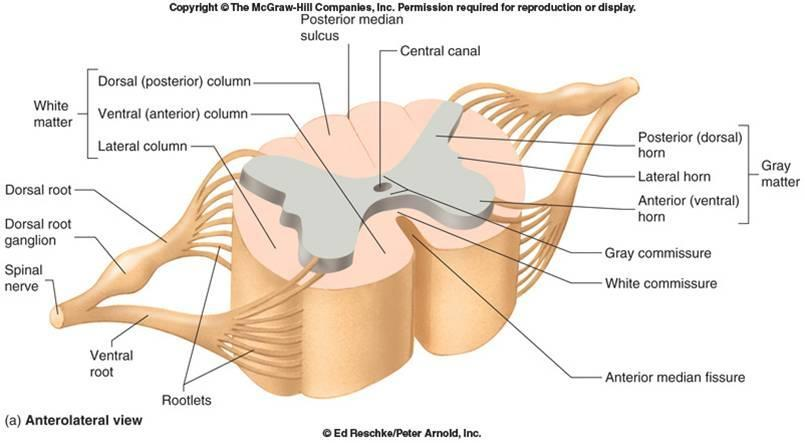 Copyright © The McGraw-Hill Companies, Inc. Permission required for reproduction or display.
Posterior median
sulcus
Central canal
Dorsal (posterior) column
White
matter
Ventral (anterior) column
Lateral column
Posterior (dorsal)
horn
Lateral horn
Gray
matter
Anterior (ventral)
horn
Dorsal root
Dorsal root
ganglion
Spinal
nerve
Gray commissure
White commissure
Ventral
root
Rootlets
Anterior median fissure
(a) Anterolateral view
© Ed Reschke/Peter Arnold, Inc.